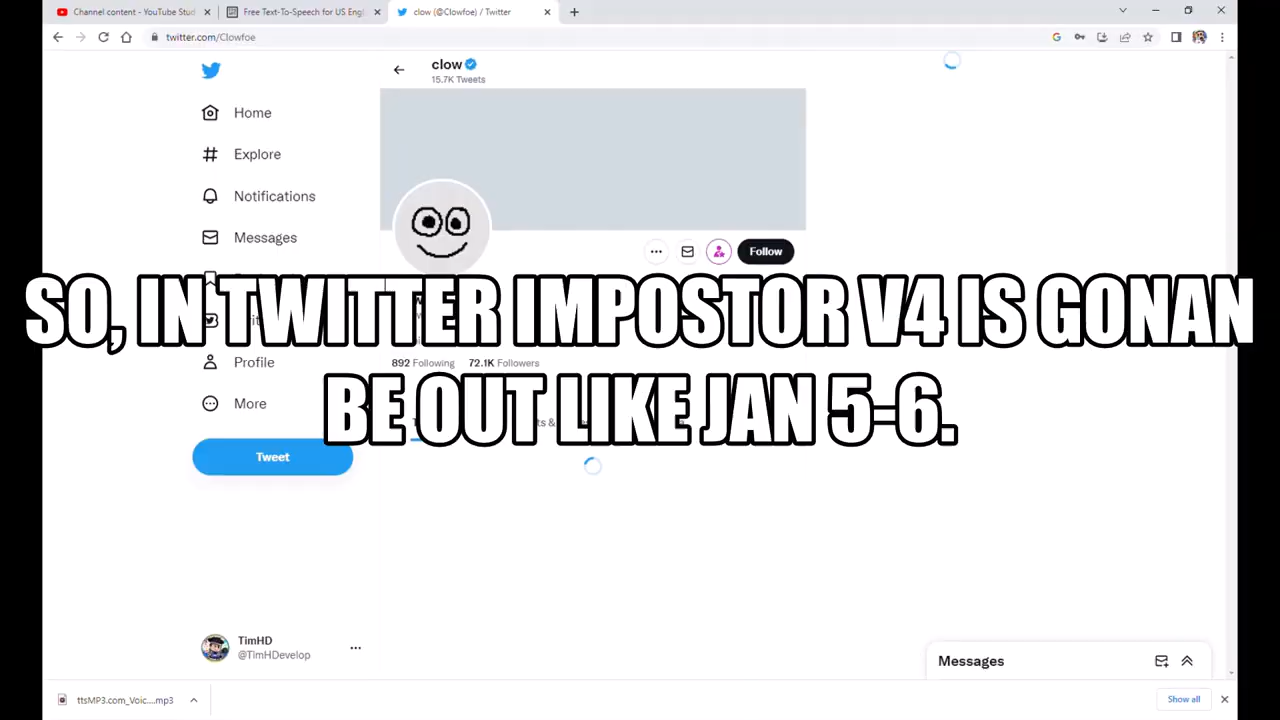 Channel content - YouTube Stud
Free Text-To-Speech for US Engl
clow (@Clowfoe) / Twitter
twitter.com/Clowfoe
clow
15.7K Tweets
Home
Explore
Notifications
Messages
Follow
SO, IN TWITTER IMPOSTOR V4 IS GONAN
BE OUT LIKE JAN 5-6.
892 Following 72.1K Followers
Profile
More
Tweet
TimHD
@TimHDevelop
Messages
ttsMP3.com_Voic....mp3
Show all